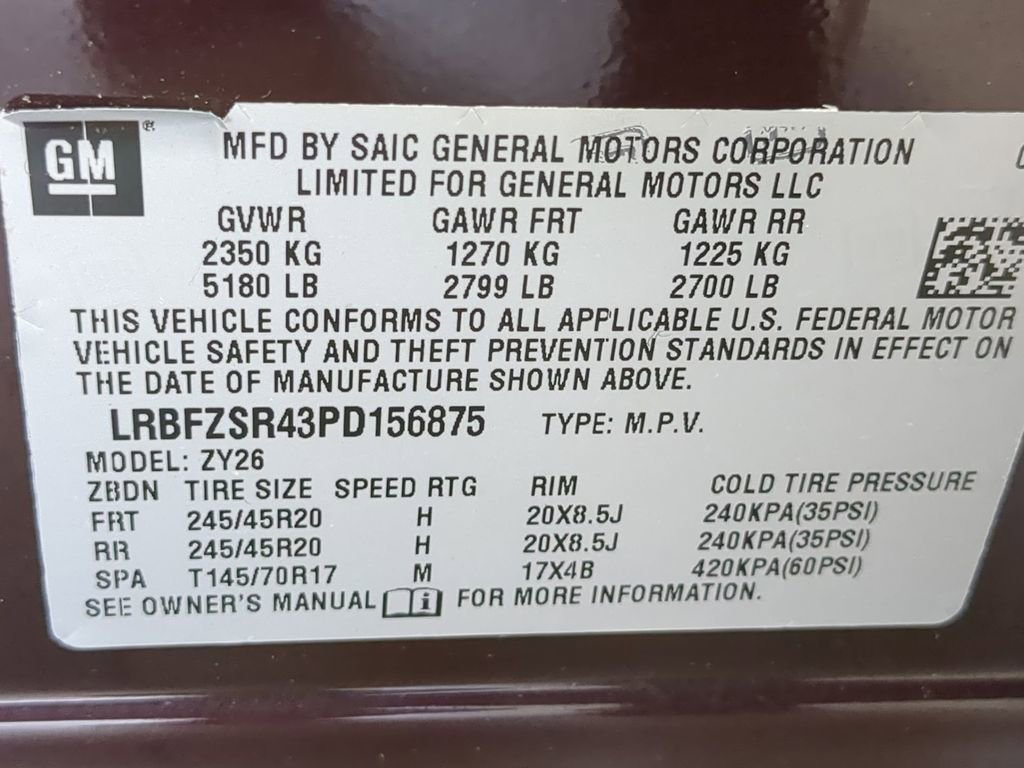 GM ®
MFD BY SAIC GENERAL MOTORS CORPORATION
LIMITED FOR GENERAL MOTORS LLC
GVWR GAWR FRT GAWR RR
2350 KG 1270 KG 1225 KG
5180 LB 2799 LB 2700 LB
THIS VEHICLE CONFORMS TO ALL APPLICABLE U.S. FEDERAL MOTOR
VEHICLE SAFETY AND THEFT PREVENTION STANDARDS IN EFFECT ON
THE DATE OF MANUFACTURE SHOWN ABOVE.
LRBFZSR43PD156875 TYPE: M.P.V.
MODEL: ZY26
ZBDN TIRE SIZE SPEED RTG RIM COLD TIRE PRESSURE
FRT 245/45R20 H 20X8.5J 240KPA(35PSI)
RR 245/45R20 H 20X8.5J 240KPA(35PSI)
SPA T145/70R17 M 17X4B 420KPA(60PSI)
SEE OWNER'S MANUAL i FOR MORE INFORMATION.